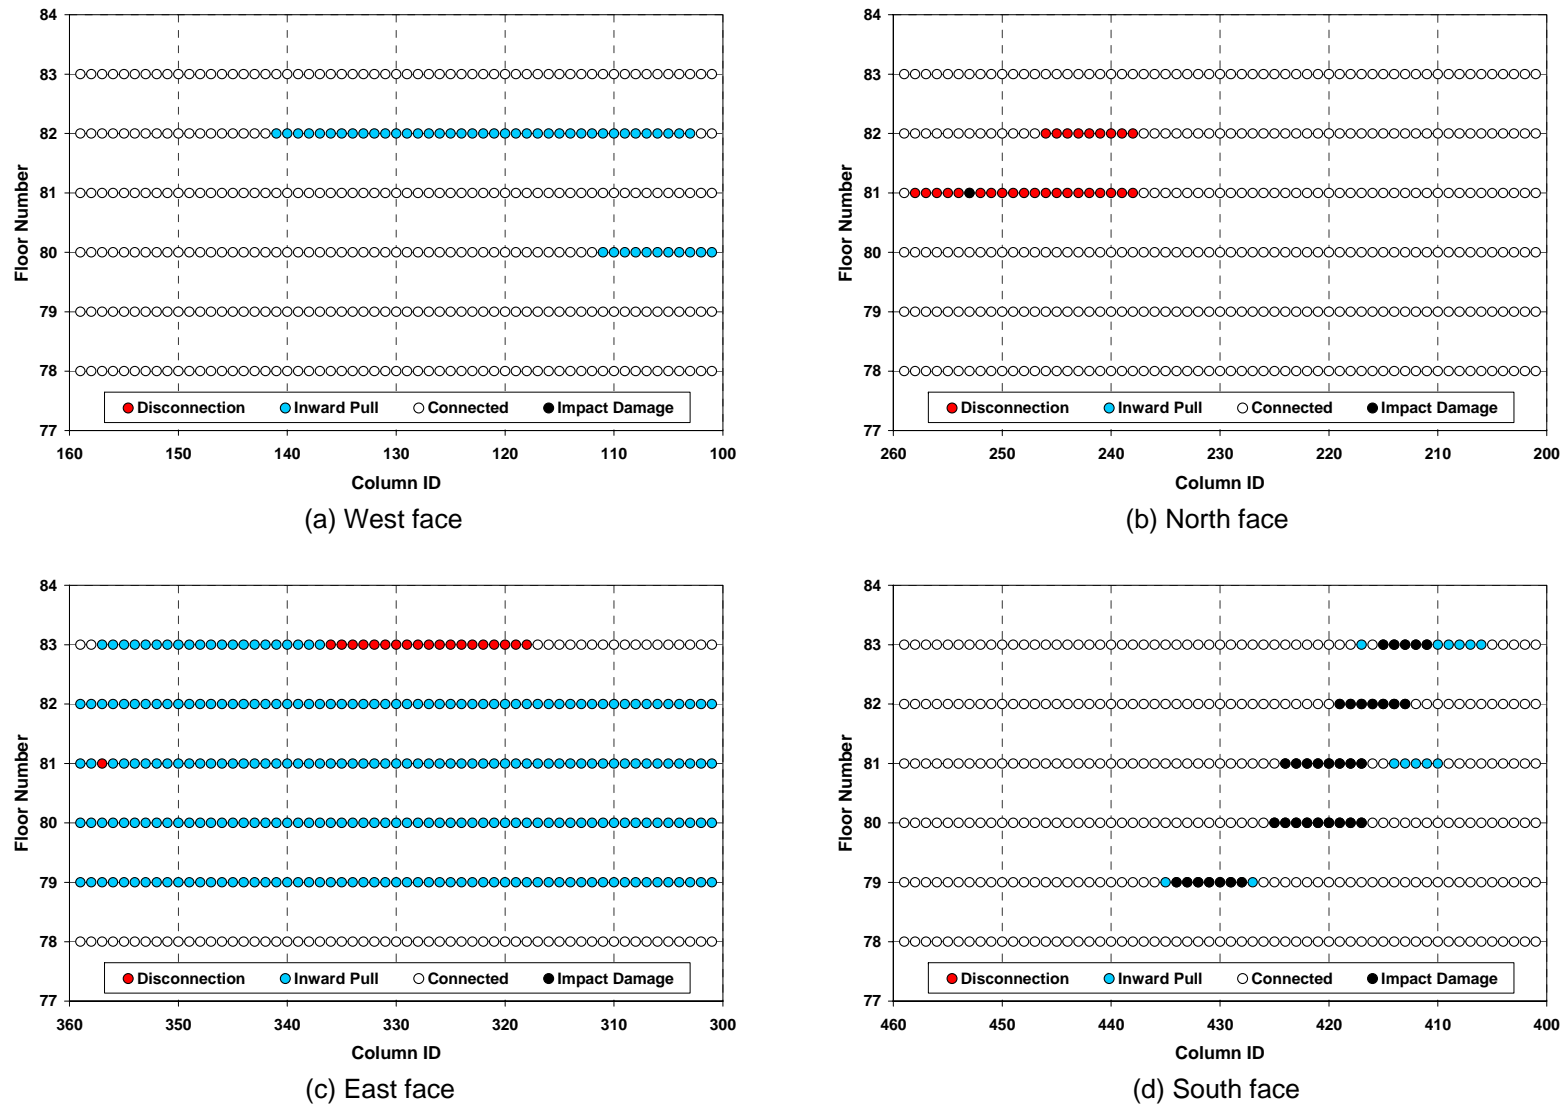 84
83
82
81
80
79
78
77
Floor Number
Disconnection Inward Pull Connected Impact Damage
160 150 140 130 120 110 100
Column ID
(a) West face
84
83
82
81
80
79
78
77
Floor Number
Disconnection Inward Pull Connected Impact Damage
260 250 240 230 220 210 200
Column ID
(b) North face
84
83
82
81
80
79
78
77
Floor Number
Disconnection Inward Pull Connected Impact Damage
360 350 340 330 320 310 300
Column ID
(c) East face
84
83
82
81
80
79
78
77
Floor Number
Disconnection Inward Pull Connected Impact Damage
460 450 440 430 420 410 400
Column ID
(d) South face